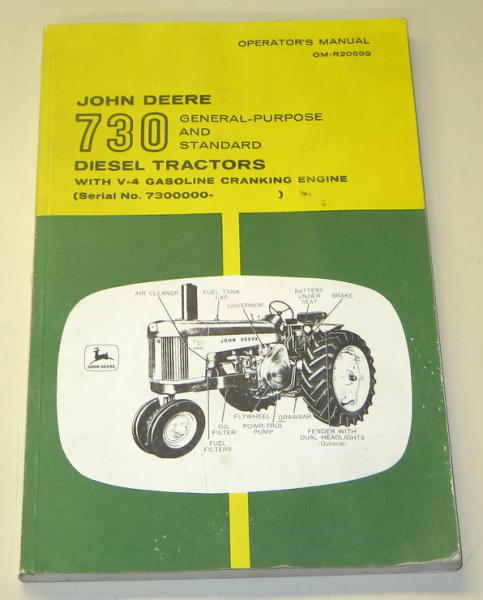 OPERATOR'S MANUAL
OM-R20699
JOHN DEERE
730 GENERAL-PURPOSE
AND
STANDARD
DIESEL TRACTORS
WITH V-4 GASOLINE CRANKING ENGINE
(Serial No. 7300000-                )
AIR CLEANER
FUEL TANK
CAP
GOVERNOR
BATTERY
UNDER
SEAT
BRAKE
JOHN DEERE
JOHN DEERE
OIL
FILTER
FUEL
FILTERS
FLYWHEEL
POWR-TROL
PUMP
DRAWBAR
FENDER WITH
DUAL HEADLIGHTS
(Optional)